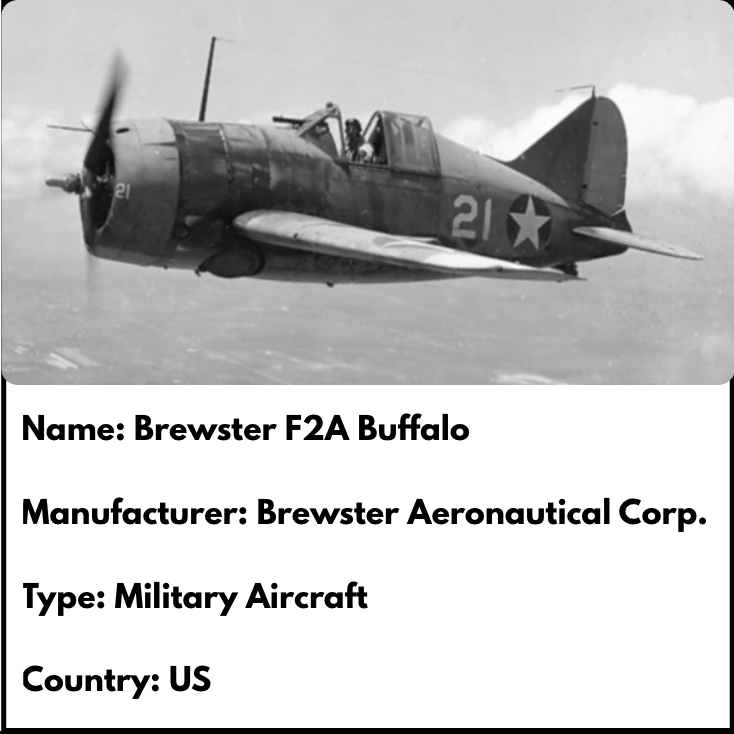 21
21
Name: Brewster F2A Buffalo
Manufacturer: Brewster Aeronautical Corp.
Type: Military Aircraft
Country: US